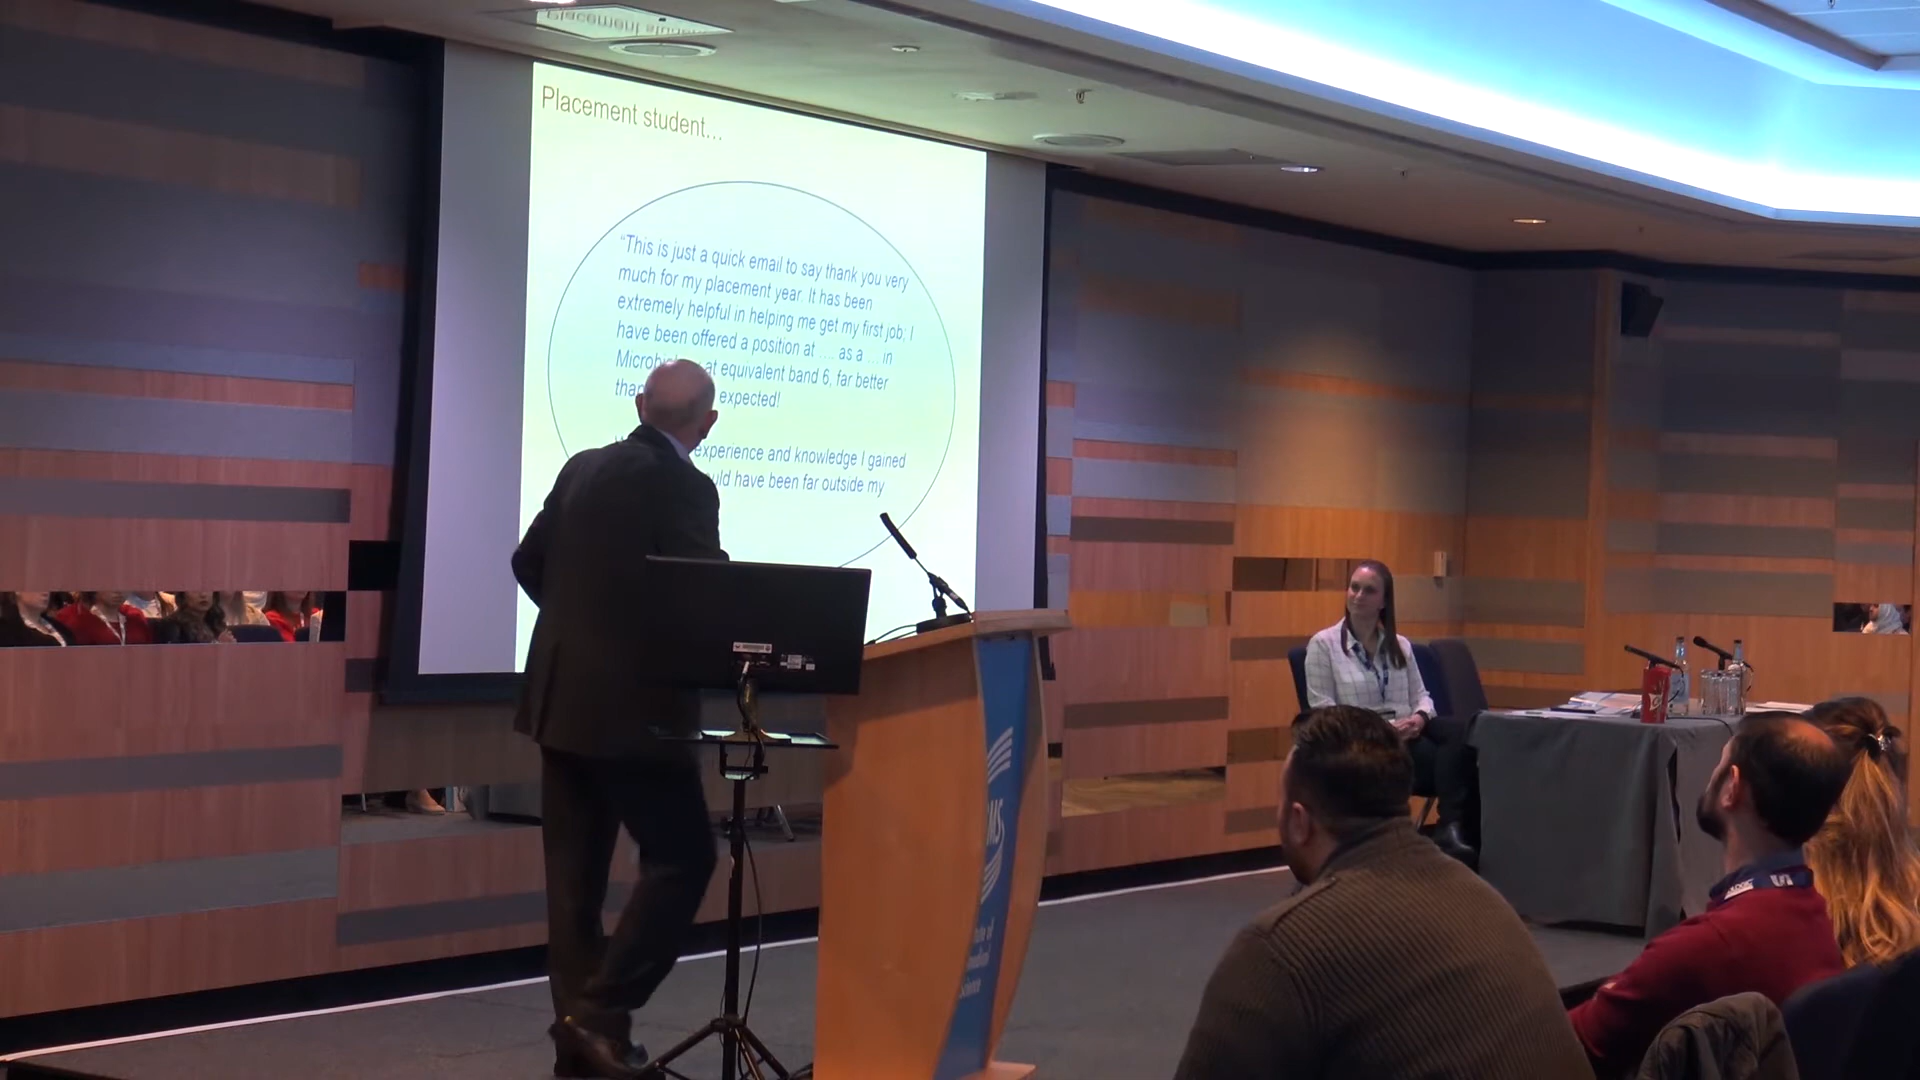 Placement student...
“This is just a quick email to say thank you very
much for my placement year. It has been
extremely helpful in helping me get my first job; I
have been offered a position at .... as a ... in
at equivalent band 6, far better
expected!
experience and knowledge I gained
have been far outside my
Placement